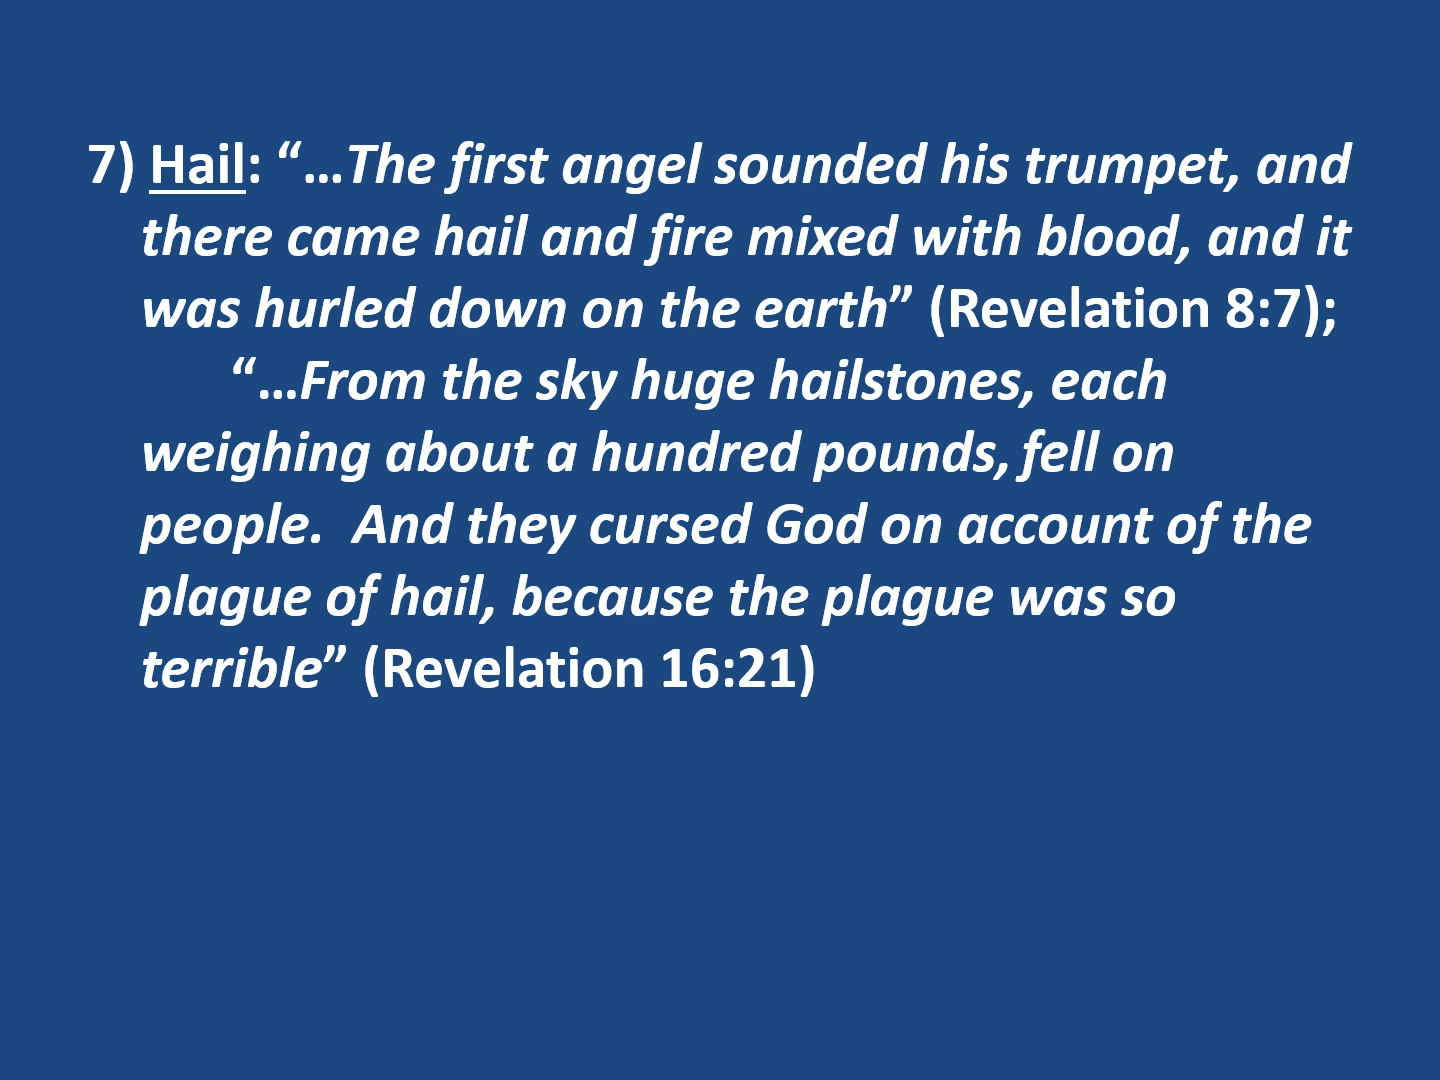 7) Hail: “…The first angel sounded his trumpet, and
there came hail and fire mixed with blood, and it
was hurled down on the earth” (Revelation 8:7);
“…From the sky huge hailstones, each
weighing about a hundred pounds, fell on
people.  And they cursed God on account of the
plague of hail, because the plague was so
terrible” (Revelation 16:21)